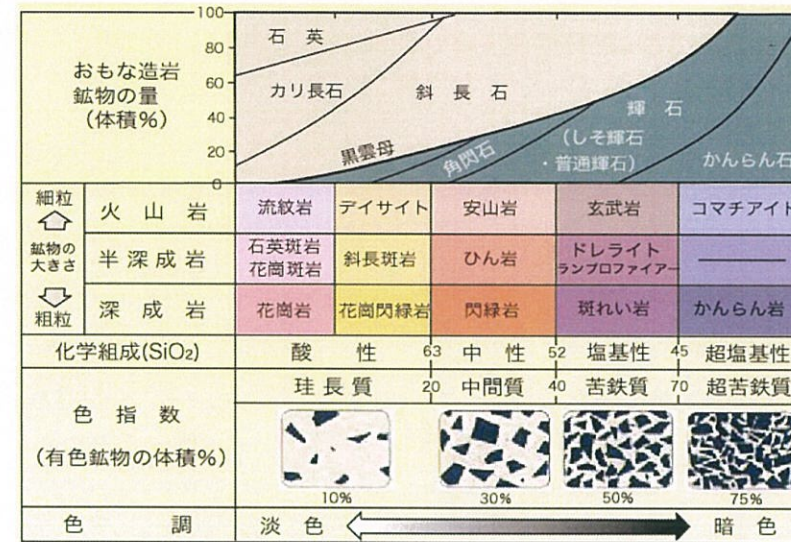 おもな造岩
鉱物の量
(体積%)
100
80
60
40
20
0
石英
カリ長石
斜長石
黒雲母
角閃石
輝石
(しそ輝石
・普通輝石)
かんらん石
細粒
鉱物の
大きさ
粗粒
火山岩
流紋岩
デイサイト
安山岩
玄武岩
コマチアイト
半深成岩
石英斑岩
花崗斑岩
斜長斑岩
ひん岩
ドレライト
ランプロファイアー
深成岩
花崗岩
花崗閃緑岩
閃緑岩
斑れい岩
かんらん岩
化学組成(SiO₂)
酸性 63 中性 52 塩基性 45 超塩基性
珪長質 20 中間質 40 苦鉄質 70 超苦鉄質
色指数
(有色鉱物の体積%)
10% 30% 50% 75%
色調
淡色 暗色